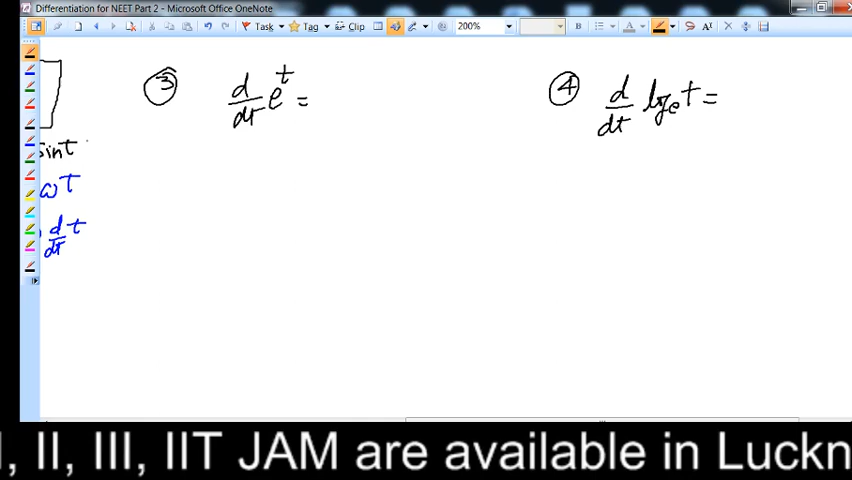 Differentiation for NEET Part 2 - Microsoft Office OneNote
Task Tag Clip 200% B A ABC
③ d/dt e^t =
④ d/dt log_e t =
sint
ωt
d/dt t
I, II, III, IIT JAM are available in Luckn